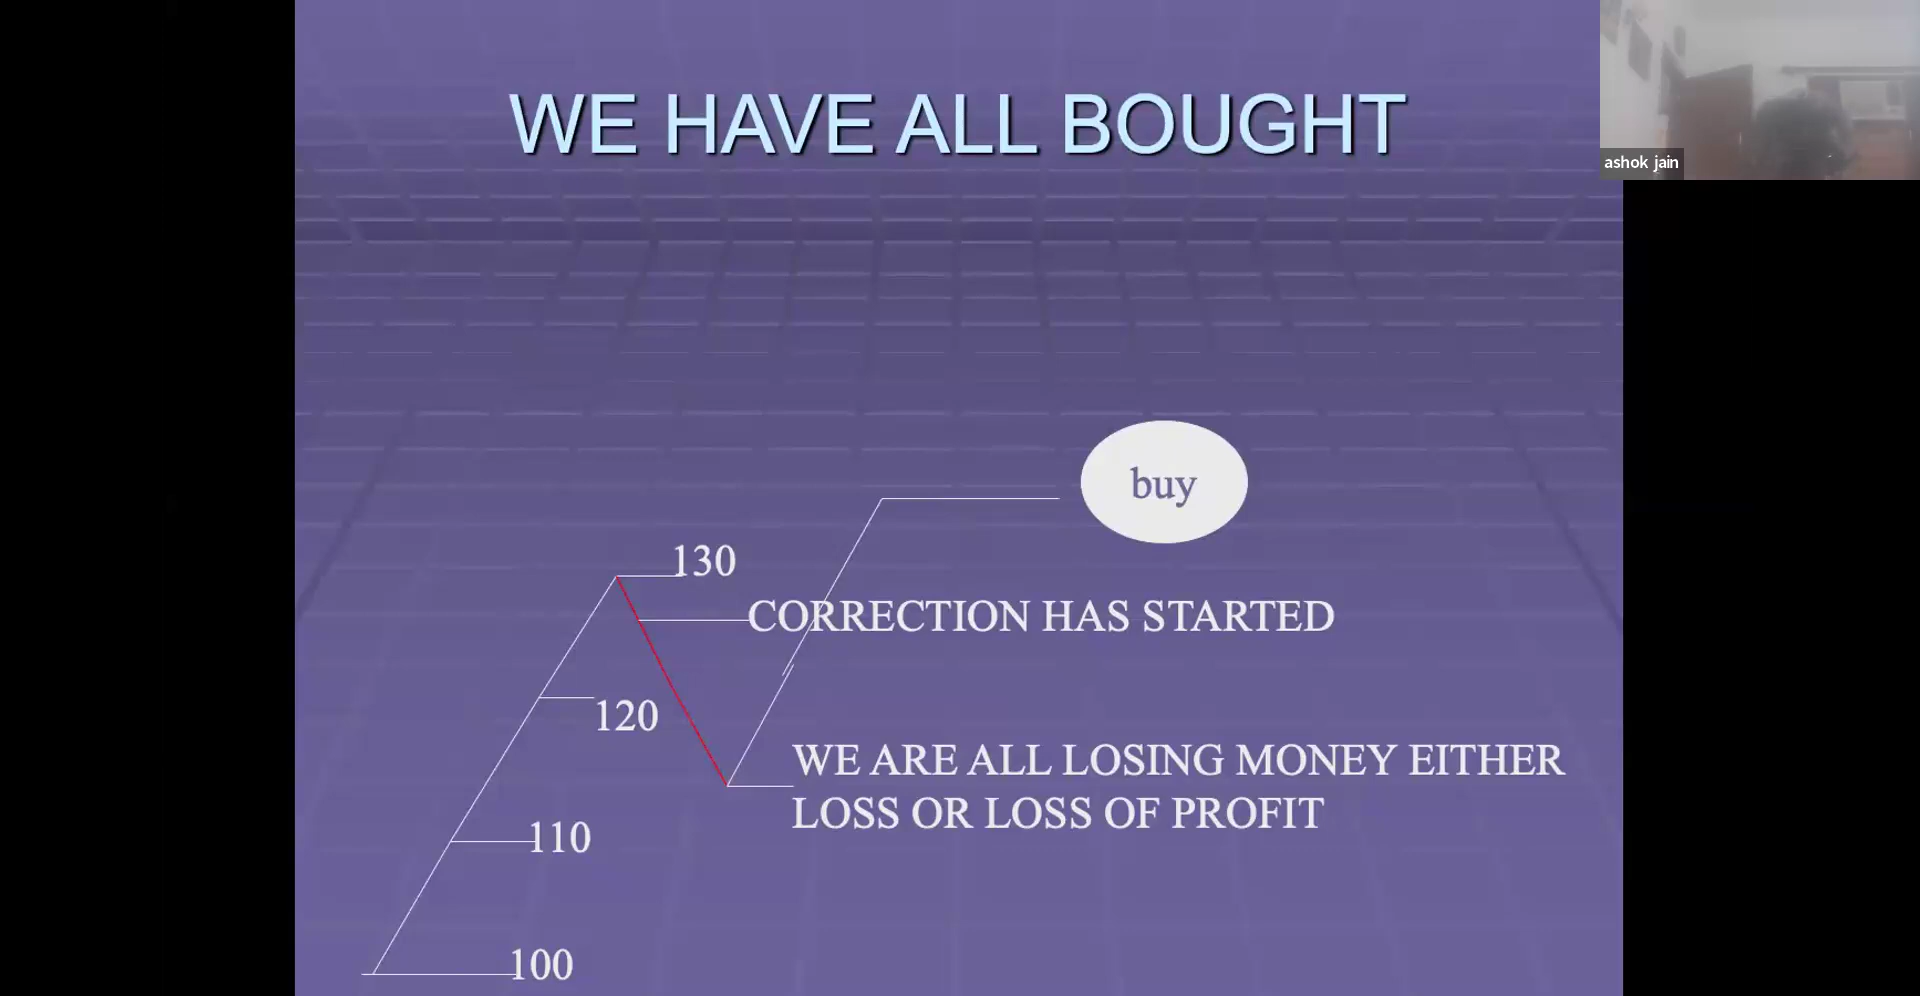 WE HAVE ALL BOUGHT
ashok jain
buy
130
CORRECTION HAS STARTED
120
WE ARE ALL LOSING MONEY EITHER
LOSS OR LOSS OF PROFIT
110
100